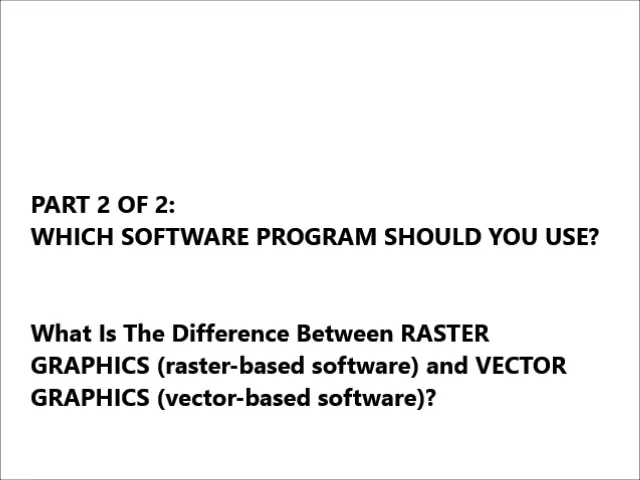 PART 2 OF 2:
WHICH SOFTWARE PROGRAM SHOULD YOU USE?
What Is The Difference Between RASTER
GRAPHICS (raster-based software) and VECTOR
GRAPHICS (vector-based software)?